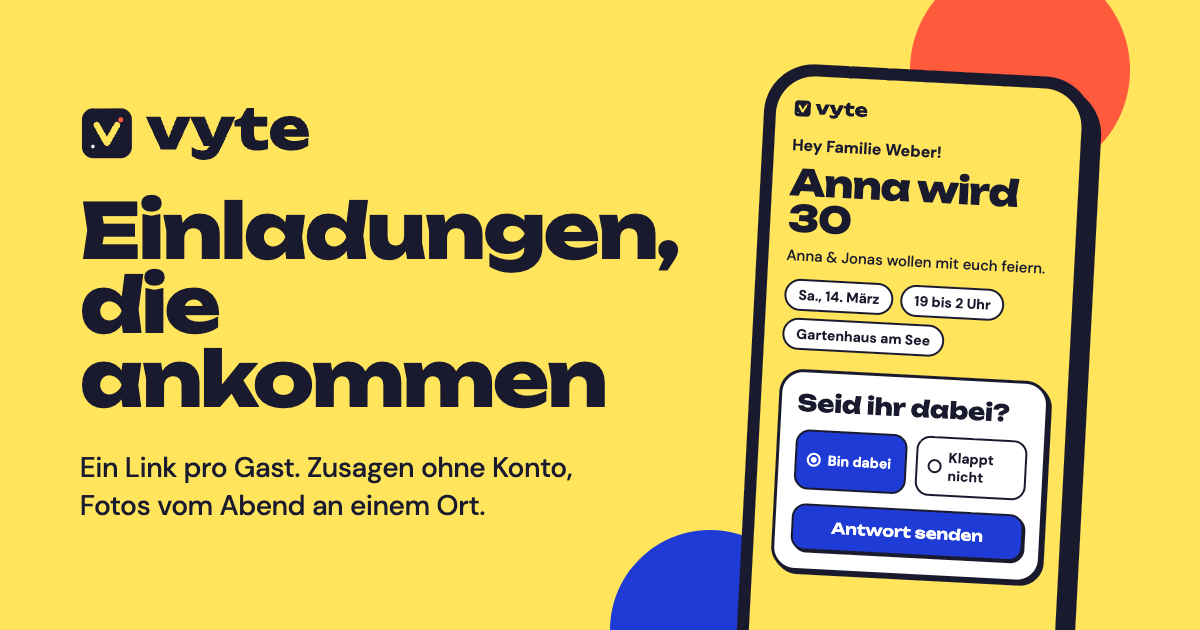 vyte
Einladungen,
die
ankommen
Ein Link pro Gast. Zusagen ohne Konto,
Fotos vom Abend an einem Ort.
vyte
Hey Familie Weber!
Anna wird
30
Anna & Jonas wollen mit euch feiern.
Sa., 14. März
19 bis 2 Uhr
Gartenhaus am See
Seid ihr dabei?
Bin dabei
Klappt
nicht
Antwort senden